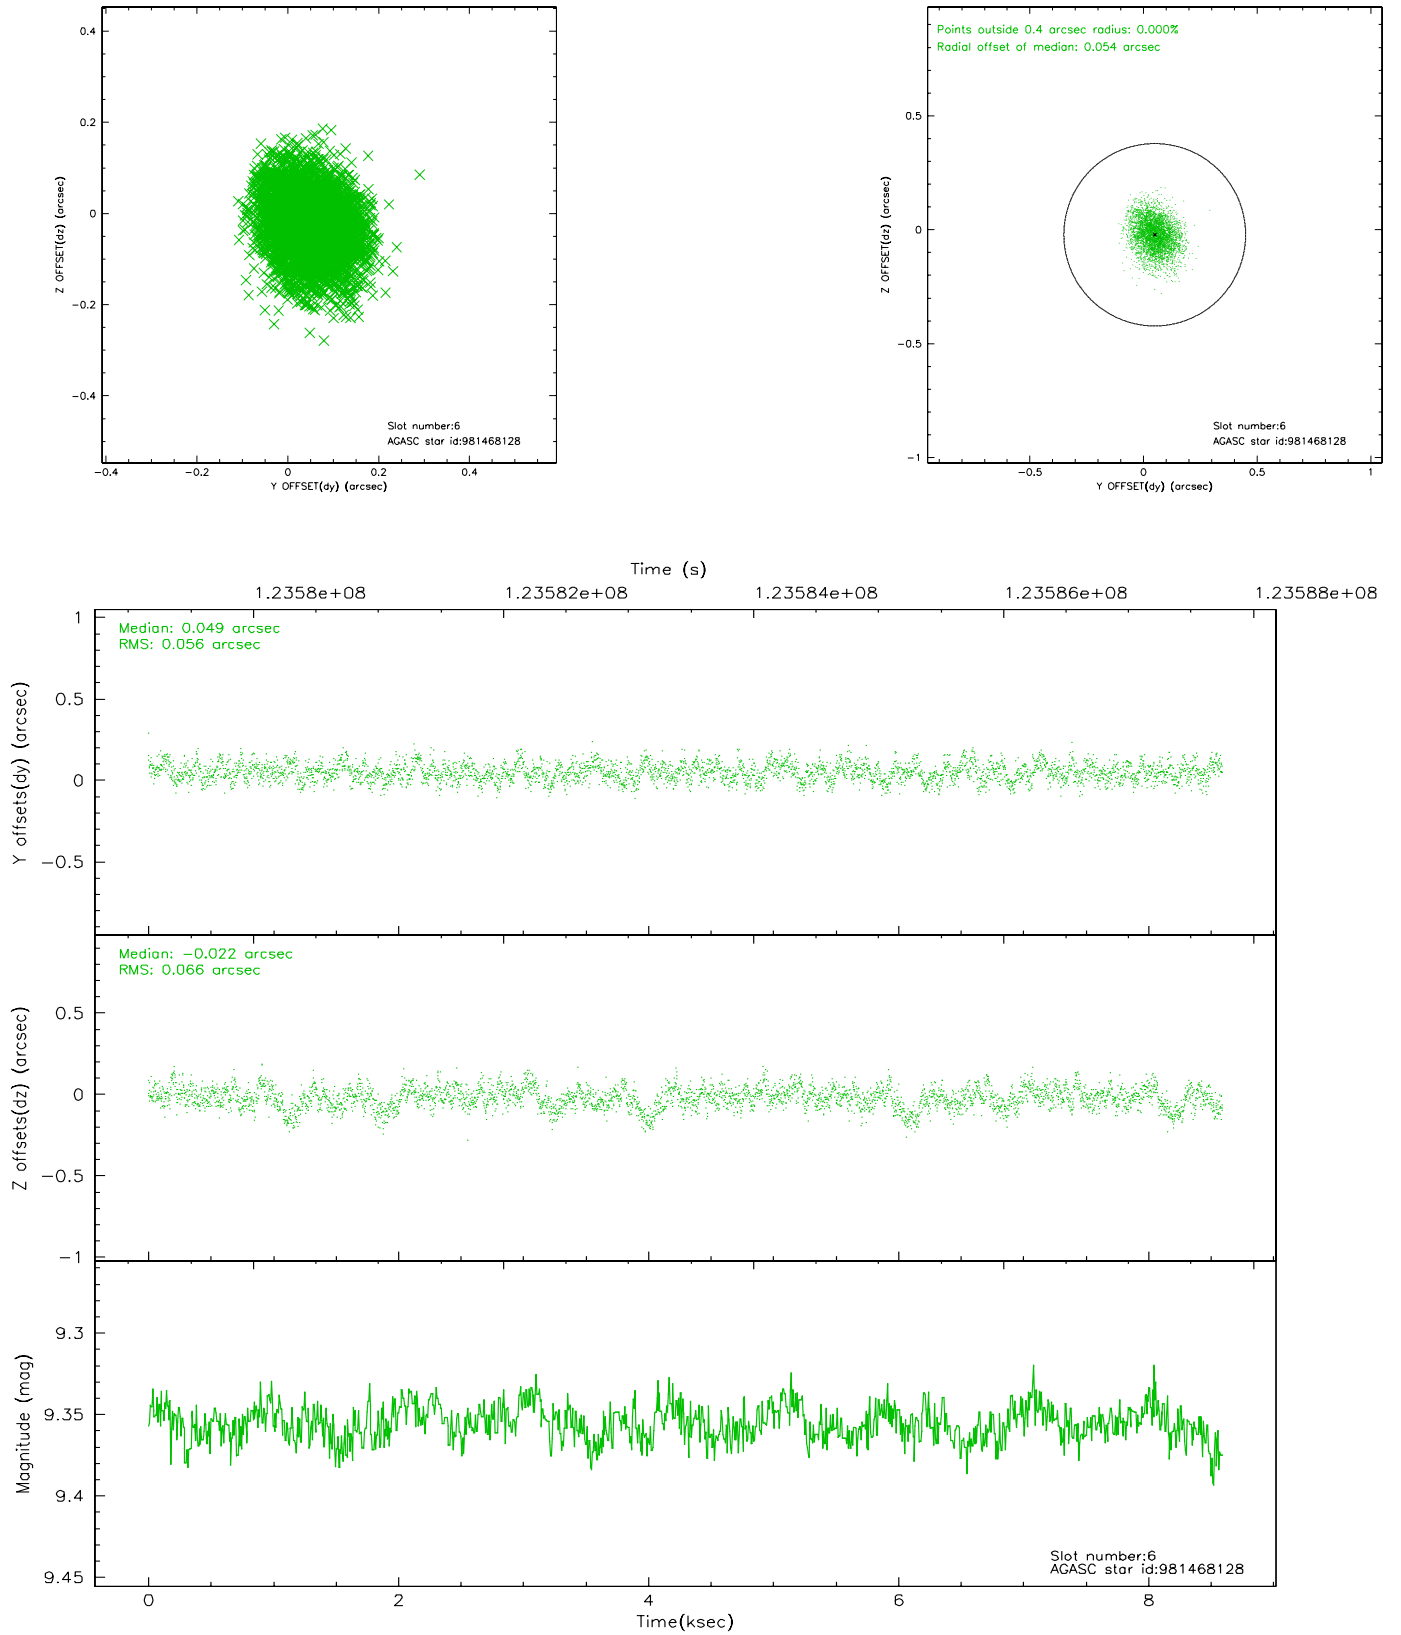 0.4
0.2
0
-0.2
-0.4
Z OFFSET(dz) (arcsec)
Slot number:6
AGASC star id:981468128
-0.4 -0.2 0 0.2 0.4
Y OFFSET(dy) (arcsec)
Points outside 0.4 arcsec radius: 0.000%
Radial offset of median: 0.054 arcsec
0.5
0
-0.5
-1
Z OFFSET(dz) (arcsec)
Slot number:6
AGASC star id:981468128
-0.5 0 0.5 1
Y OFFSET(dy) (arcsec)
Time (s)
1.2358e+08 1.23582e+08 1.23584e+08 1.23586e+08 1.23588e+08
Median: 0.049 arcsec
RMS: 0.056 arcsec
1
0.5
0
-0.5
Y offsets(dy) (arcsec)
Median: -0.022 arcsec
RMS: 0.066 arcsec
0.5
0
-0.5
-1
Z offsets(dz) (arcsec)
9.3
9.35
9.4
9.45
Magnitude (mag)
Slot number:6
AGASC star id:981468128
0 2 4 6 8
Time(ksec)